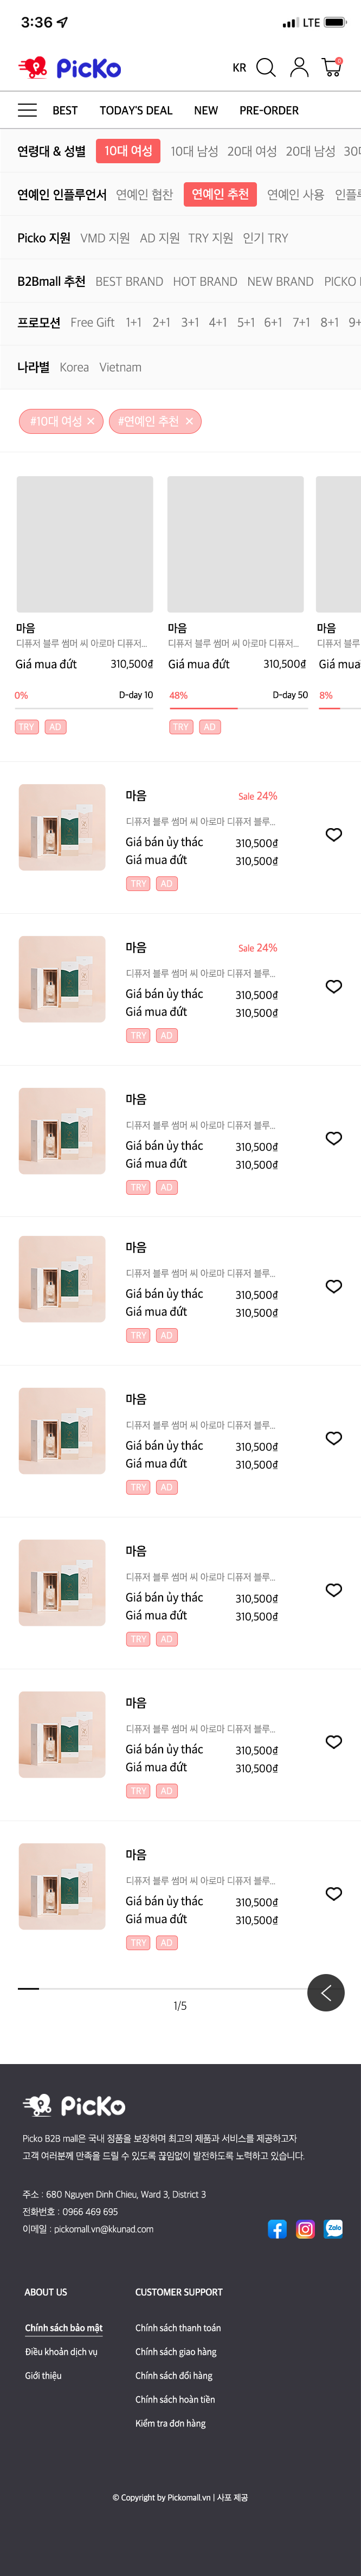 3:36 LTE
PicKo KR 0
BEST TODAY'S DEAL NEW PRE-ORDER
연령대 & 성별 10대 여성 10대 남성 20대 여성 20대 남성 30
연예인 인플루언서 연예인 협찬 연예인 추천 연예인 사용 인플
Picko 지원 VMD 지원 AD 지원 TRY 지원 인기 TRY
B2Bmall 추천 BEST BRAND HOT BRAND NEW BRAND PICKO
프로모션 Free Gift 1+1 2+1 3+1 4+1 5+1 6+1 7+1 8+1 9+
나라별 Korea Vietnam
#10대 여성 × #연예인 추천 ×
마음 마음 마음
디퓨저 블루 썸머 씨 아로마 디퓨저... 디퓨저 블루 썸머 씨 아로마 디퓨저... 디퓨저 블루
Giá mua đứt 310,500₫ Giá mua đứt 310,500₫ Giá mua
0% D-day 10 48% D-day 50 8%
TRY AD TRY AD
마음 Sale 24%
디퓨저 블루 썸머 씨 아로마 디퓨저 블루...
Giá bán ủy thác 310,500₫
Giá mua đứt 310,500₫
TRY AD
마음 Sale 24%
디퓨저 블루 썸머 씨 아로마 디퓨저 블루...
Giá bán ủy thác 310,500₫
Giá mua đứt 310,500₫
TRY AD
마음
디퓨저 블루 썸머 씨 아로마 디퓨저 블루...
Giá bán ủy thác 310,500₫
Giá mua đứt 310,500₫
TRY AD
마음
디퓨저 블루 썸머 씨 아로마 디퓨저 블루...
Giá bán ủy thác 310,500₫
Giá mua đứt 310,500₫
TRY AD
마음
디퓨저 블루 썸머 씨 아로마 디퓨저 블루...
Giá bán ủy thác 310,500₫
Giá mua đứt 310,500₫
TRY AD
마음
디퓨저 블루 썸머 씨 아로마 디퓨저 블루...
Giá bán ủy thác 310,500₫
Giá mua đứt 310,500₫
TRY AD
마음
디퓨저 블루 썸머 씨 아로마 디퓨저 블루...
Giá bán ủy thác 310,500₫
Giá mua đứt 310,500₫
TRY AD
마음
디퓨저 블루 썸머 씨 아로마 디퓨저 블루...
Giá bán ủy thác 310,500₫
Giá mua đứt 310,500₫
TRY AD
1/5
PicKo
Picko B2B mall은 국내 정품을 보장하며 최고의 제품과 서비스를 제공하고자
고객 여러분께 만족을 드릴 수 있도록 끊임없이 발전하도록 노력하고 있습니다.
주소 : 680 Nguyen Dinh Chieu, Ward 3, District 3
전화번호 : 0966 469 695
이메일 : pickomall.vn@kkunad.com Zalo
ABOUT US CUSTOMER SUPPORT
Chính sách bảo mật Chính sách thanh toán
Điều khoản dịch vụ Chính sách giao hàng
Giới thiệu Chính sách đổi hàng
Chính sách hoàn tiền
Kiểm tra đơn hàng
© Copyright by Pickomall.vn | 사포 제공